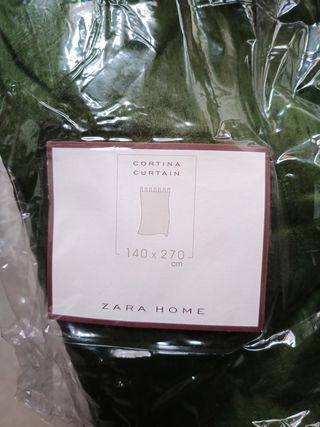 CORTINA
CURTAIN
140 x 270
cm
ZARA HOME